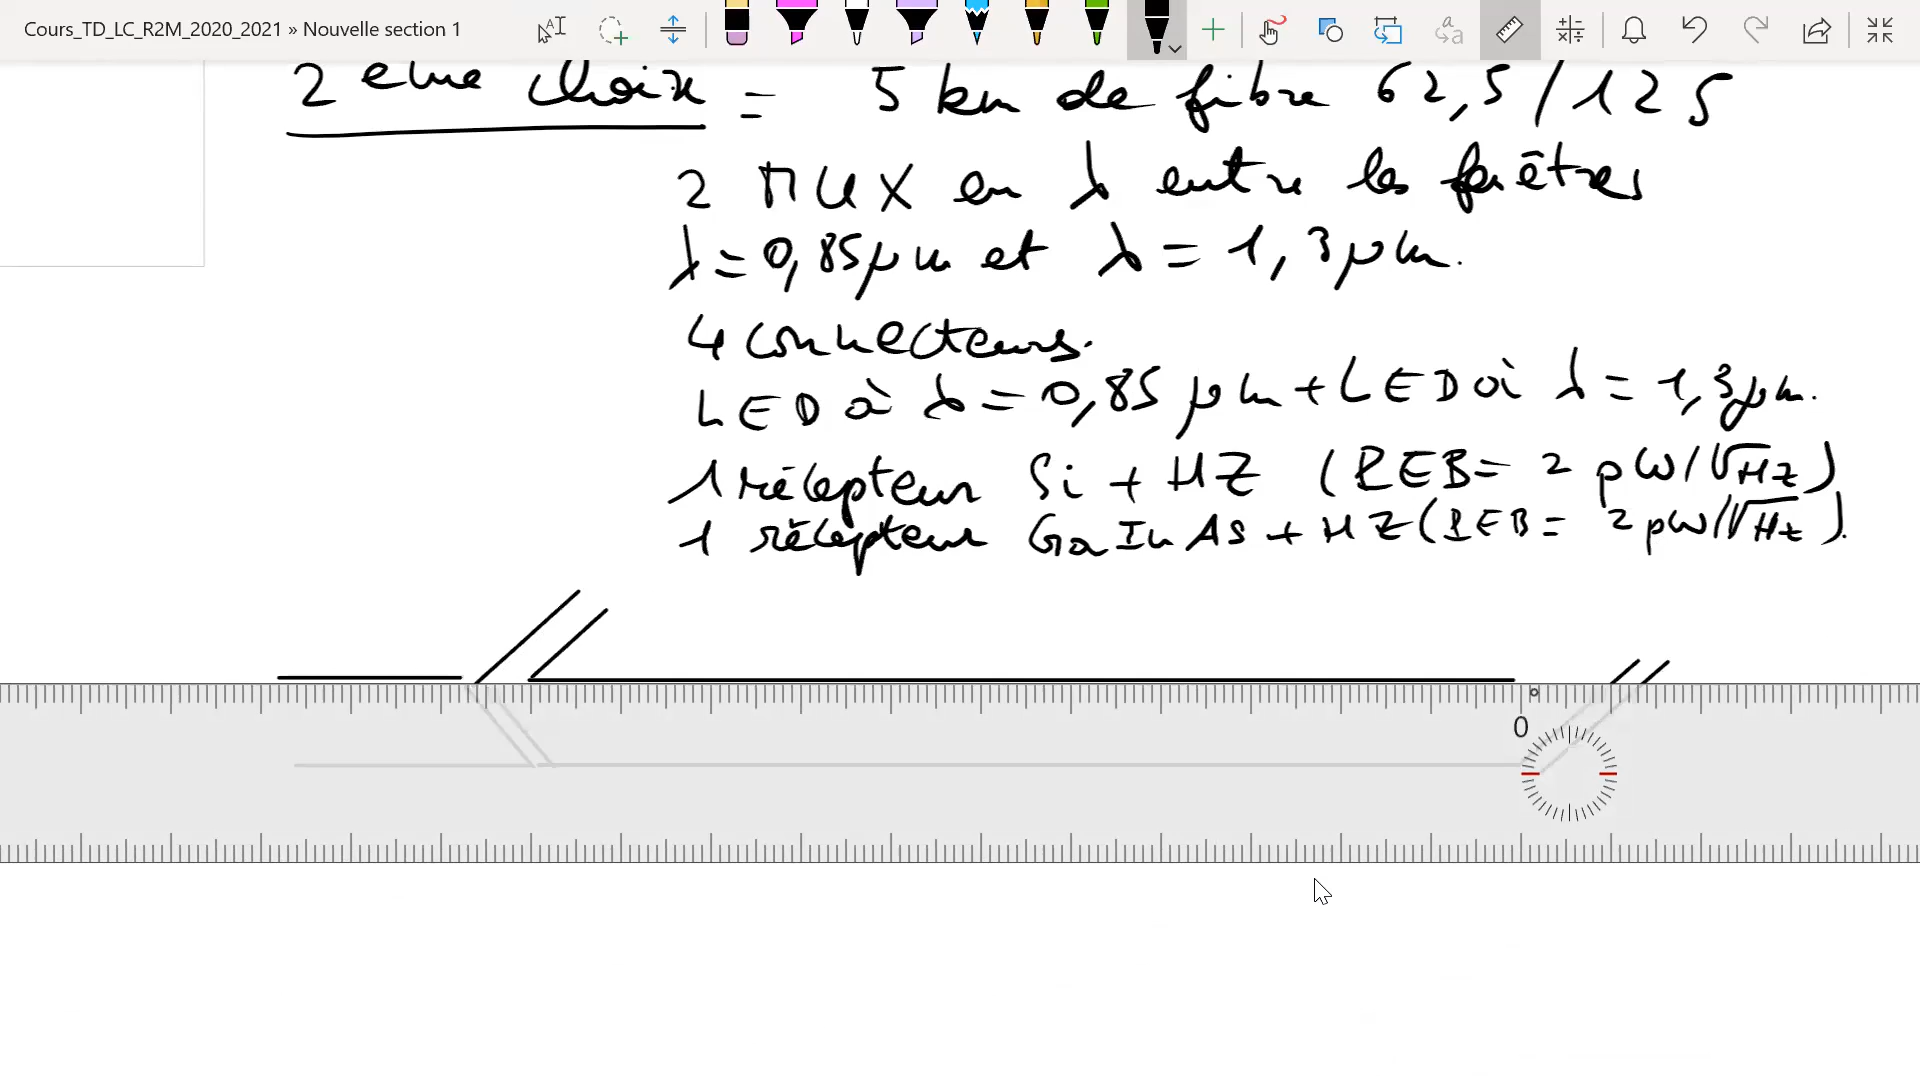 Cours_TD_LC_R2M_2020_2021 » Nouvelle section 1
2 eme Choix = 5 km de fibre 62,5/125
2 MUX en λ entre les fenêtres
λ = 0,85 μm et λ = 1,3 μm.
4 connecteurs.
LED à λ = 0,85 μm + LED à λ = 1,3 μm.
1 récepteur Si + HZ (PEB = 2 pW/√Hz)
1 récepteur GaInAs + HZ (PEB = 2 pW/√Hz).
0